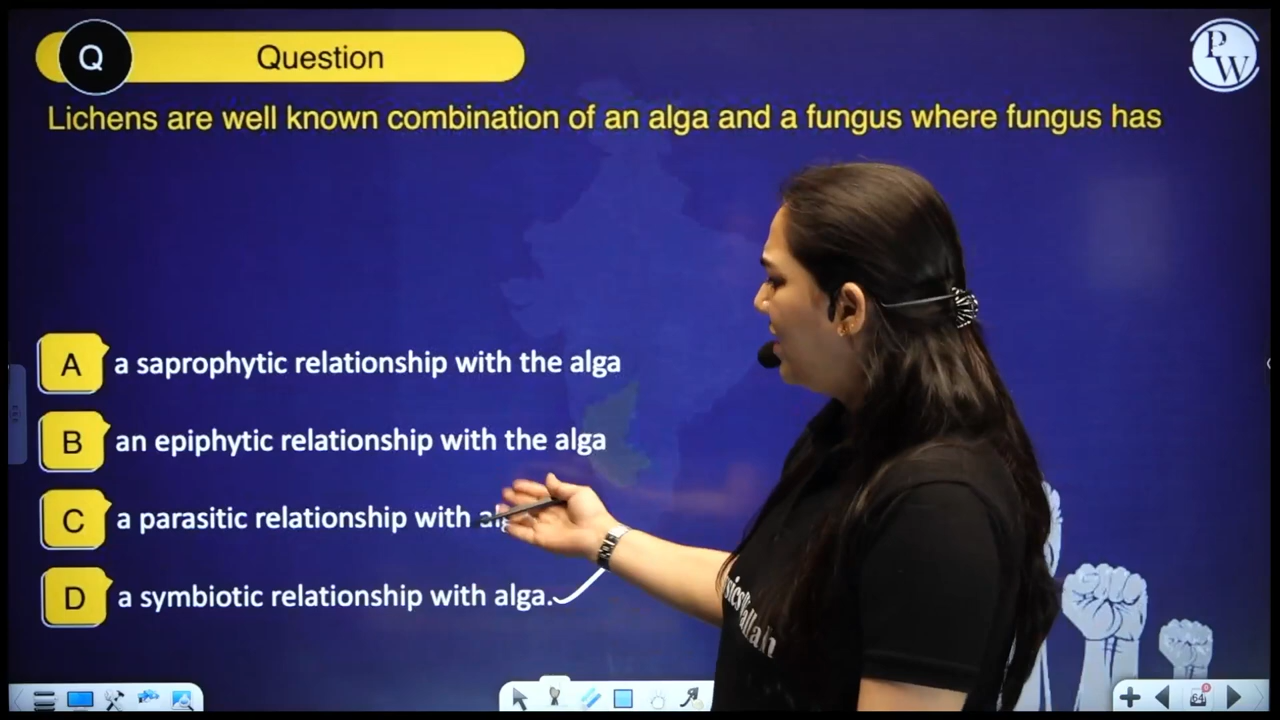 Q
Question
PW
Lichens are well known combination of an alga and a fungus where fungus has
A
a saprophytic relationship with the alga
B
an epiphytic relationship with the alga
C
a parasitic relationship with
D
a symbiotic relationship with alga.
64